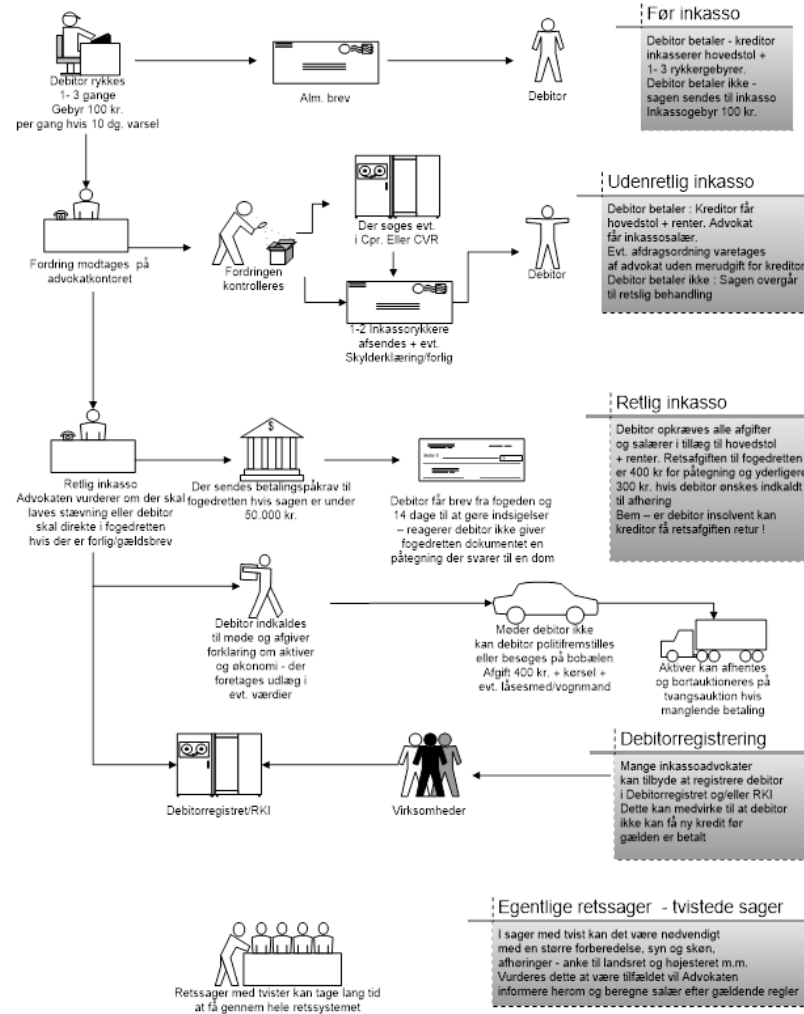 Før inkasso
Debitor betaler - kreditor
inkasserer hovedstol +
1- 3 rykkergebyrer.
Debitor betaler ikke -
sagen sendes til inkasso
Inkassogebyr 100 kr.
Debitor rykkes
1- 3 gange
Gebyr 100 kr.
per gang hvis 10 dg. varsel
Alm. brev
Debitor
Udenretlig inkasso
Debitor betaler : Kreditor får
hovedstol + renter. Advokat
får inkassosalær.
Evt. afdragsordning varetages
af advokat uden merudgift for kreditor
Debitor betaler ikke : Sagen overgår
til retslig behandling
Fordring modtages på
advokatkontoret
Fordringen
kontrolleres
Der søges evt.
i Cpr. Eller CVR
1-2 Inkassorykkere
afsendes + evt.
Skylderklæring/forlig
Debitor
Retlig inkasso
Debitor opkræves alle afgifter
og salærer i tillæg til hovedstol
+ renter. Retsafgiften til fogedretten
er 400 kr for påtegning og yderligere
300 kr. hvis debitor ønskes indkaldt
til afhøring
Bem – er debitor insolvent kan
kreditor få retsafgiften retur !
Retlig inkasso
Advokaten vurderer om der skal
laves stævning eller debitor
skal direkte i fogedretten
hvis der er forlig/gældsbrev
$
Der sendes betalingspåkrav til
fogedretten hvis sagen er under
50.000 kr.
Debitor får brev fra fogeden og
14 dage til at gøre indsigelser
– reagerer debitor ikke giver
fogedretten dokumentet en
påtegning der svarer til en dom
Debitor indkaldes
til møde og afgiver
forklaring om aktiver
og økonomi - der
foretages udlæg i
evt. værdier
Møder debitor ikke
kan debitor politifremstilles
eller besøges på bobælen
Afgift 400 kr. + kørsel +
evt. låsesmed/vognmand
Aktiver kan afhentes
og bortauktioneres på
tvangsauktion hvis
manglende betaling
Debitorregistrering
Mange inkassoadvokater
kan tilbyde at registrere debitor
i Debitorregistret og/eller RKI
Dette kan medvirke til at debitor
ikke kan få ny kredit før
gælden er betalt
Debitorregistret/RKI
Virksomheder
Egentlige retssager - tvistede sager
I sager med tvist kan det være nødvendigt
med en større forberedelse, syn og skøn,
afhøringer - anke til landsret og højesteret m.m.
Vurderes dette at være tilfældet vil Advokaten
informere herom og beregne salær efter gældende regler
Retssager med tvister kan tage lang tid
at få gennem hele retssystemet